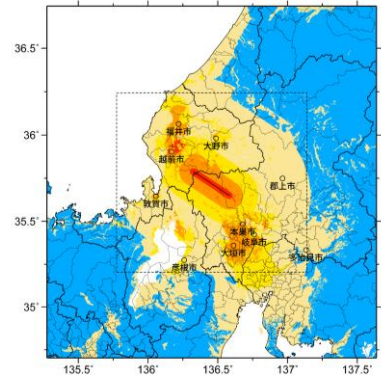 36.5˚
36˚
35.5˚
35˚
135.5˚
136˚
136.5˚
137˚
137.5˚
福井市
大野市
越前市
郡上市
敦賀市
本巣市
岐阜市
大垣市
多治見市
彦根市